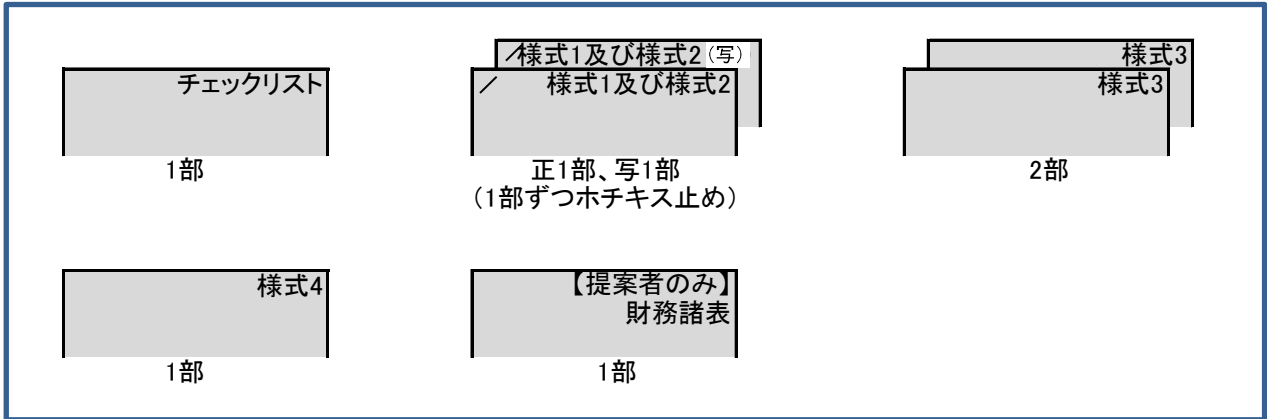 チェックリスト
1部
様式1及び様式2(写)
様式1及び様式2
正1部、写1部
(1部ずつホチキス止め)
様式3
様式3
2部
様式4
1部
【提案者のみ】
財務諸表
1部